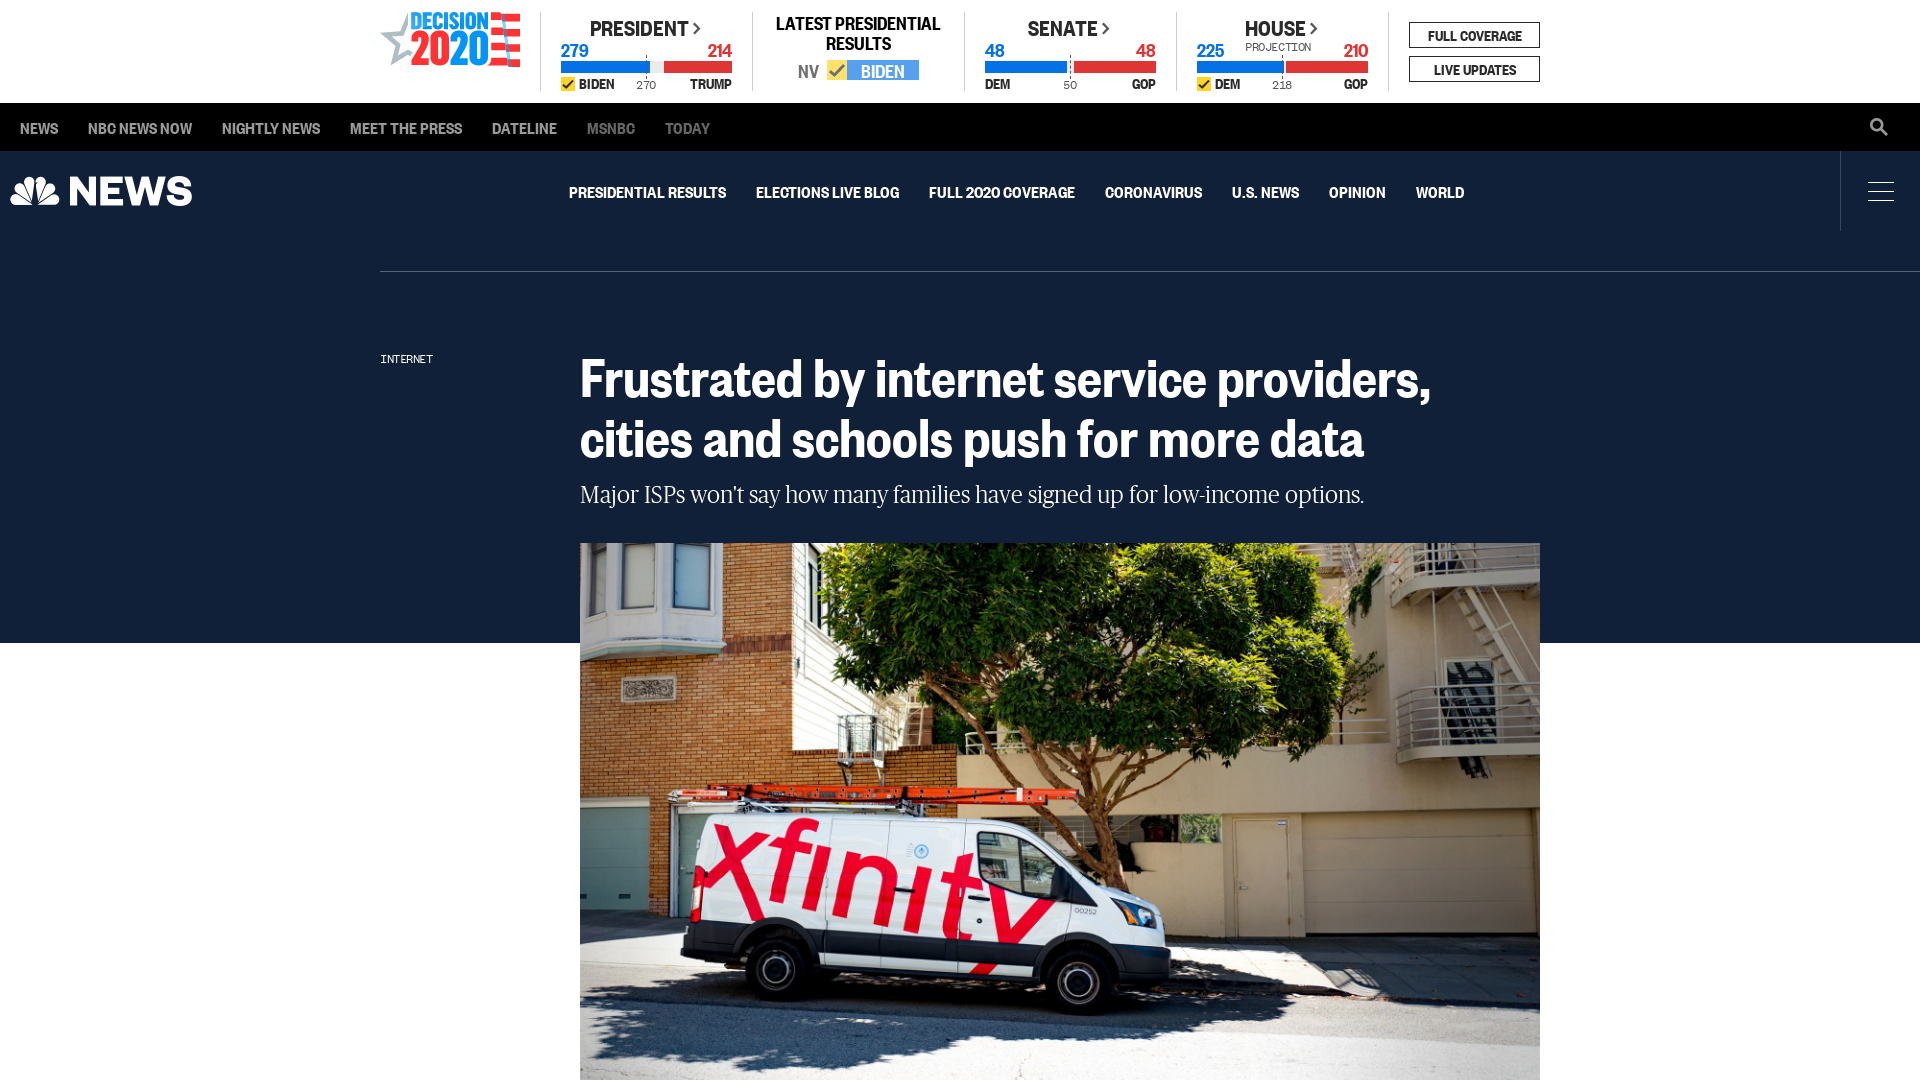 DECISION
2020
PRESIDENT
279
214
BIDEN
270
TRUMP
LATEST PRESIDENTIAL
RESULTS
NV
BIDEN
SENATE
48
48
DEM
50
GOP
HOUSE
PROJECTION
225
210
DEM
218
GOP
FULL COVERAGE
LIVE UPDATES
NEWS
NBC NEWS NOW
NIGHTLY NEWS
MEET THE PRESS
DATELINE
MSNBC
TODAY
NEWS
PRESIDENTIAL RESULTS
ELECTIONS LIVE BLOG
FULL 2020 COVERAGE
CORONAVIRUS
U.S. NEWS
OPINION
WORLD
INTERNET
Frustrated by internet service providers,
cities and schools push for more data
Major ISPs won't say how many families have signed up for low-income options.
xfinity
00252